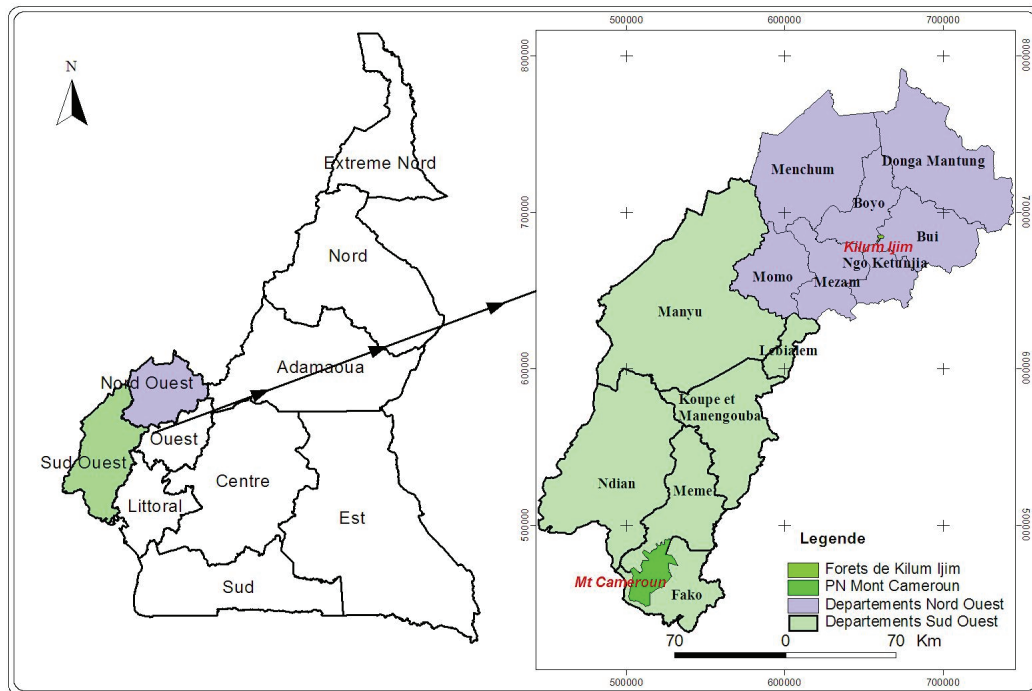 N
Extreme Nord
Nord
Adamaoua
Nord Ouest
Ouest
Sud Ouest
Centre
Littoral
Est
Sud
500000
600000
700000
800000
800000
Menchum
Donga Mantung
Boyo
700000
700000
Bui
Kilum Ijim
Ngo Ketunjia
Momo
Mezam
Manyu
Lebialem
600000
600000
Koupe et
Manengouba
Ndian
Meme
500000
500000
Legende
Forets de Kilum Ijim
Mt Cameroun
PN Mont Cameroun
Fako
Departements Nord Ouest
Departements Sud Ouest
70
0
70 Km
500000
600000
700000